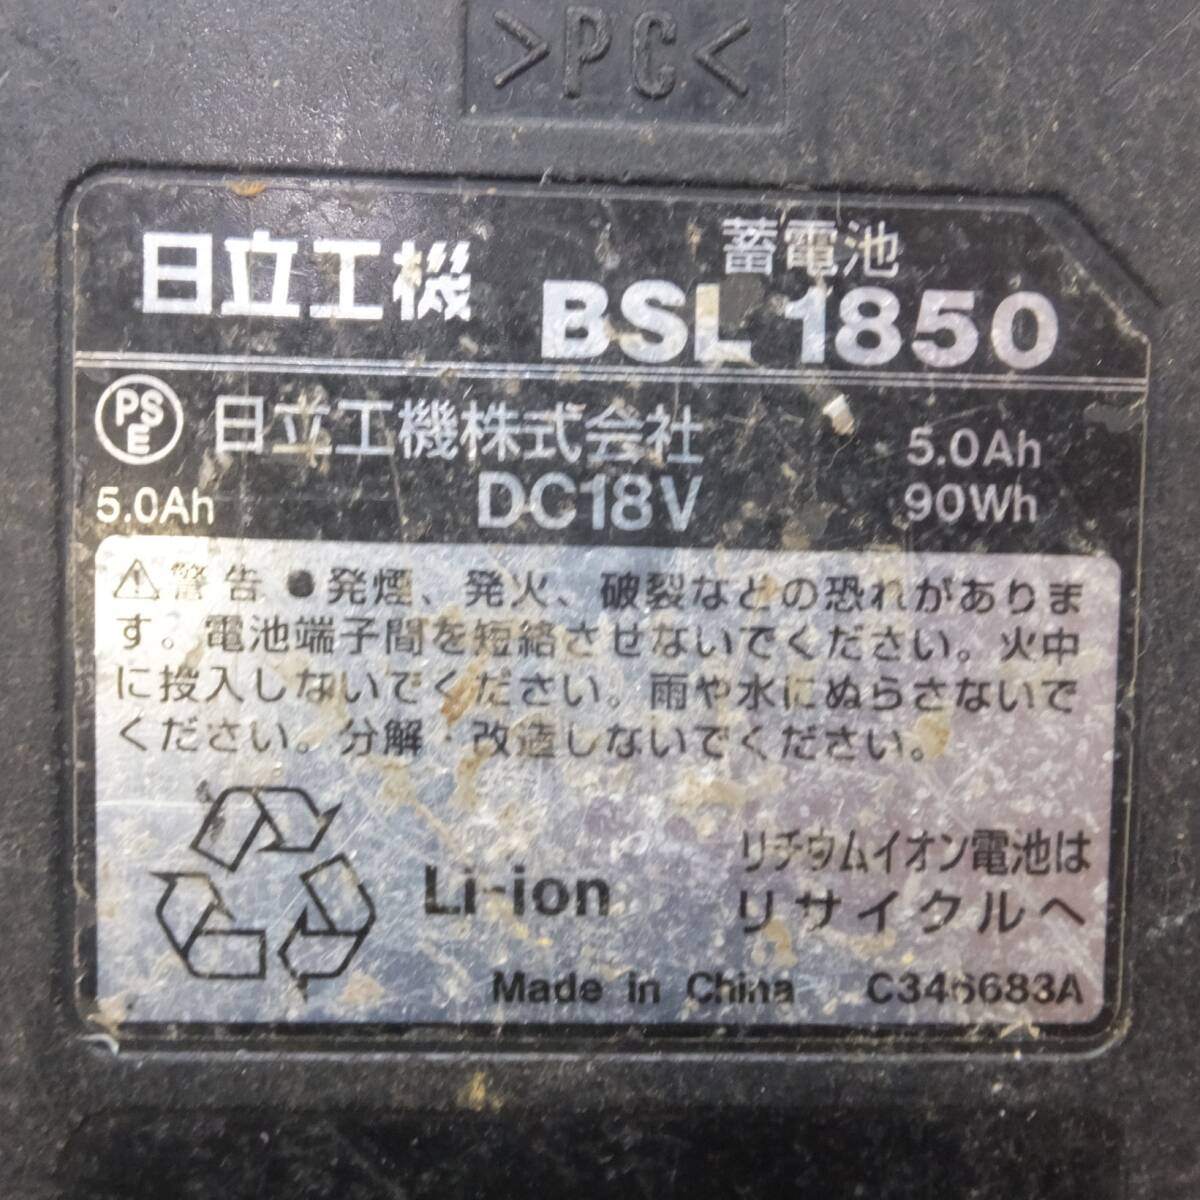 >PC<
日立工機
蓄電池
BSL 1850
PSE
日立工機株式会社
5.0Ah
5.0Ah
DC18V
90Wh
⚠警告 ●発煙、発火、破裂などの恐れがありま
す。電池端子間を短絡させないでください。火中
に投入しないでください。雨や水にぬらさないで
ください。分解・改造しないでください。
Li-ion
リチウムイオン電池は
リサイクルへ
Made in China
C346683A